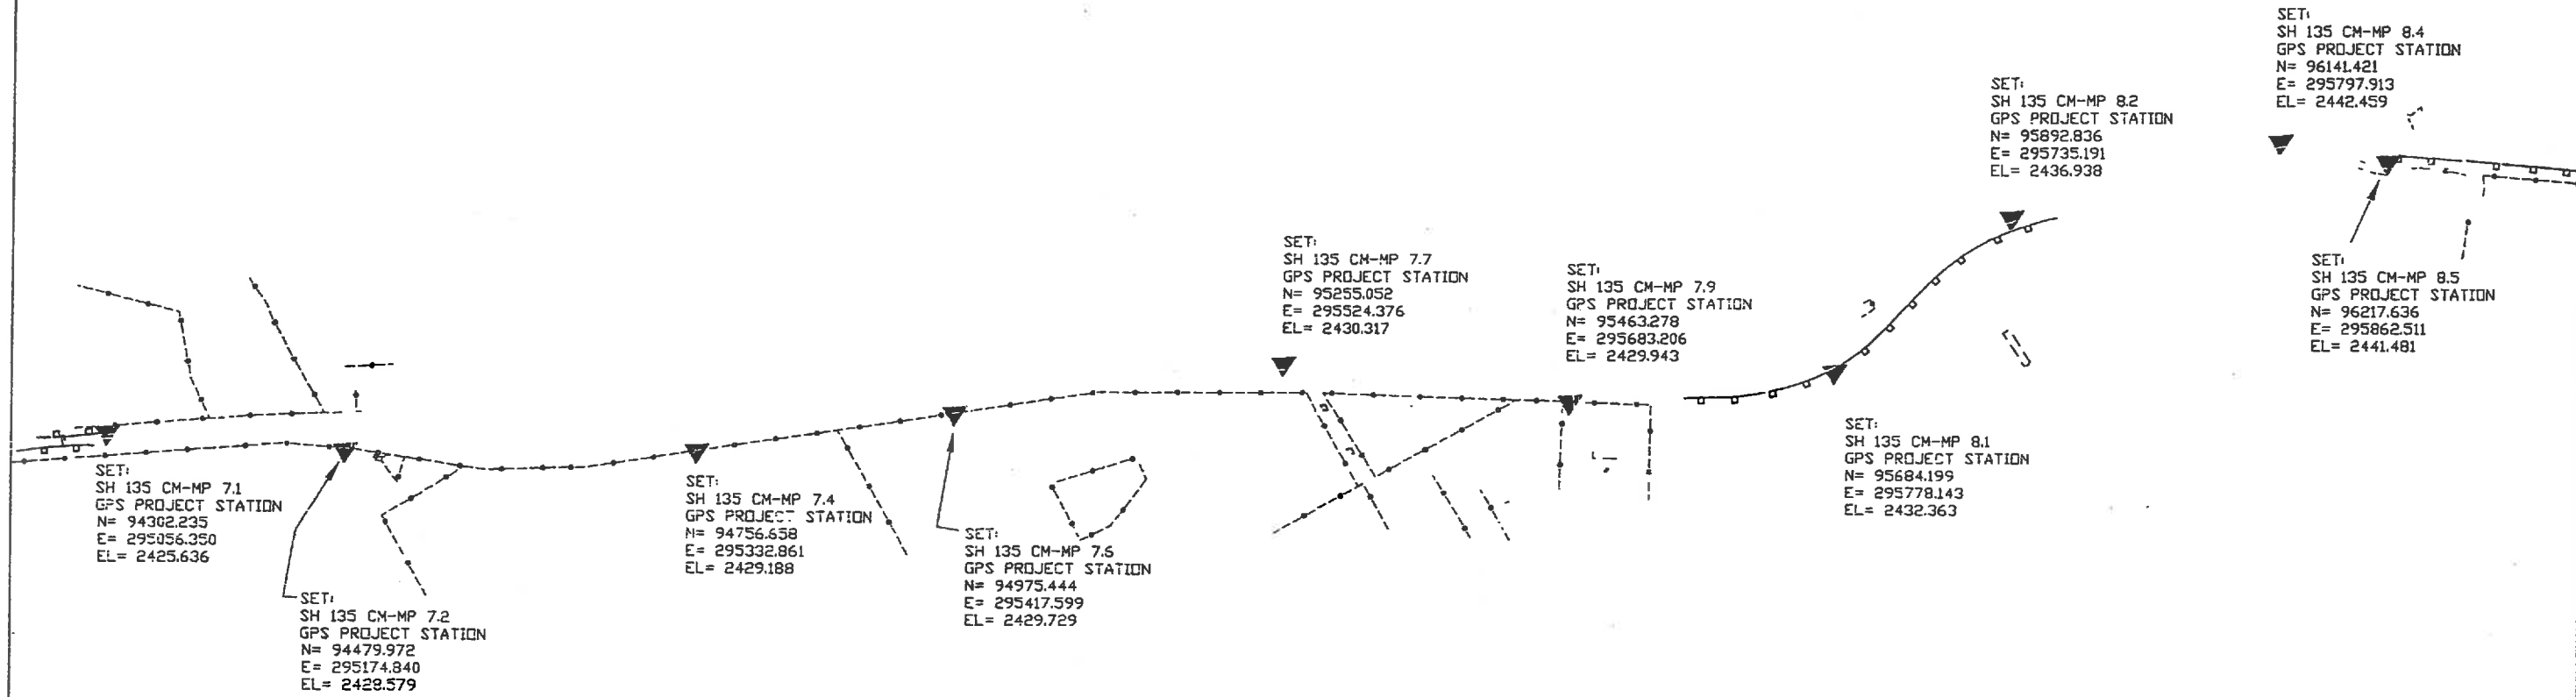 SET:
SH 135 CM-MP 7.1
GPS PROJECT STATION
N= 94302.235
E= 295056.350
EL= 2425.636
SET:
SH 135 CM-MP 7.2
GPS PROJECT STATION
N= 94479.972
E= 295174.840
EL= 2428.579
SET:
SH 135 CM-MP 7.4
GPS PROJECT STATION
N= 94756.658
E= 295332.861
EL= 2429.188
SET:
SH 135 CM-MP 7.6
GPS PROJECT STATION
N= 94975.444
E= 295417.599
EL= 2429.729
SET:
SH 135 CM-MP 7.7
GPS PROJECT STATION
N= 95255.052
E= 295524.376
EL= 2430.317
SET:
SH 135 CM-MP 7.9
GPS PROJECT STATION
N= 95463.278
E= 295683.206
EL= 2429.943
SET:
SH 135 CM-MP 8.1
GPS PROJECT STATION
N= 95684.199
E= 295778.143
EL= 2432.363
SET:
SH 135 CM-MP 8.2
GPS PROJECT STATION
N= 95892.836
E= 295735.191
EL= 2436.938
SET:
SH 135 CM-MP 8.4
GPS PROJECT STATION
N= 96141.421
E= 295797.913
EL= 2442.459
SET:
SH 135 CM-MP 8.5
GPS PROJECT STATION
N= 96217.636
E= 295862.511
EL= 2441.481